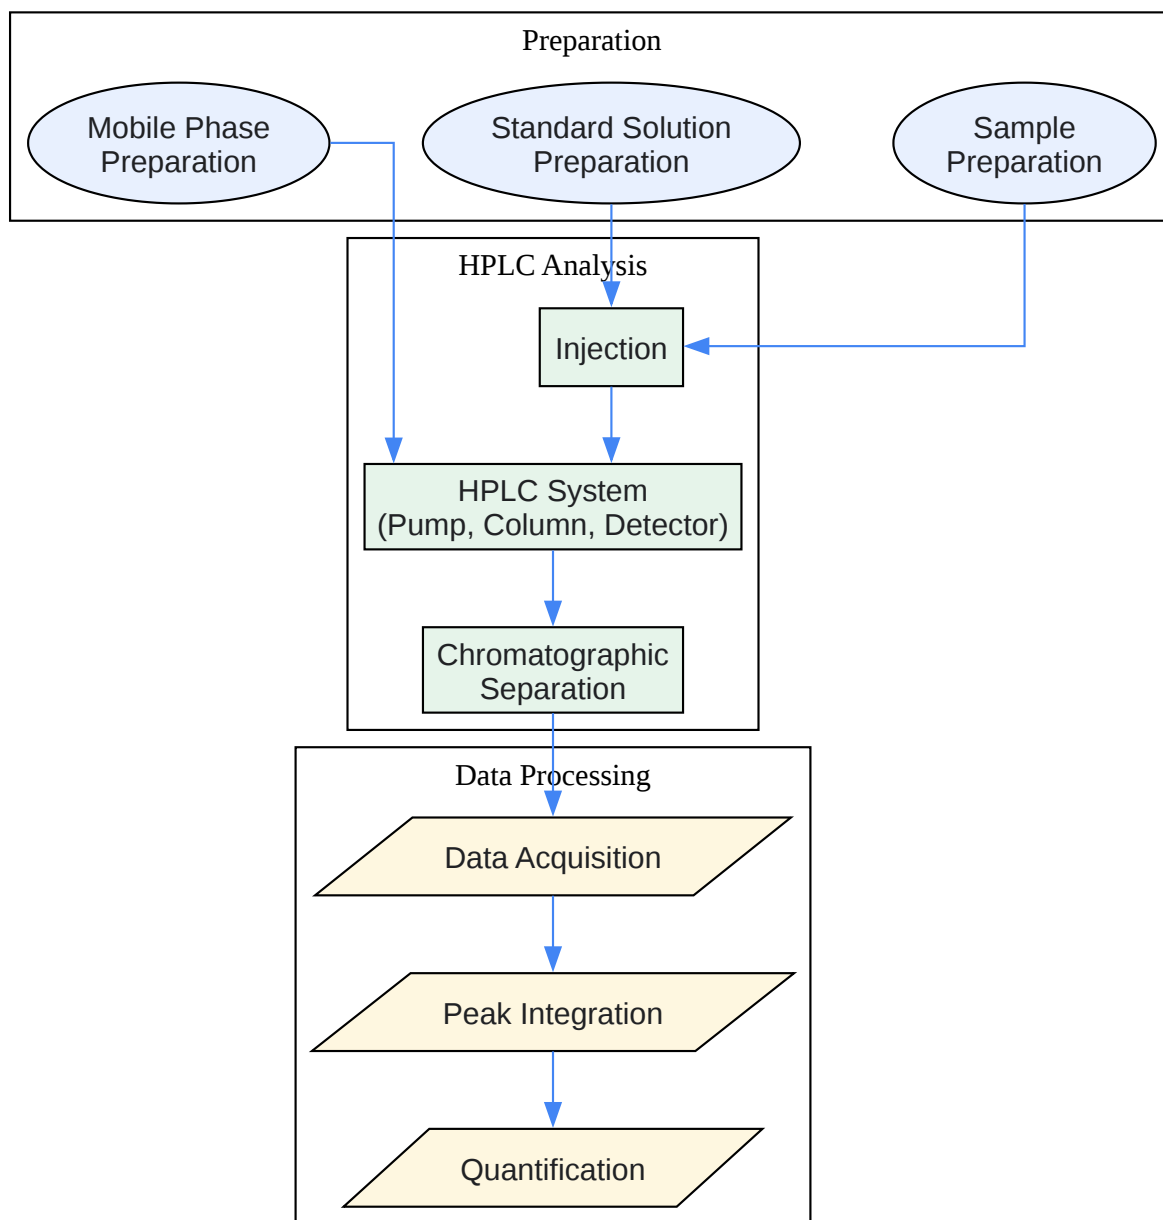 Preparation
Mobile Phase
Preparation
Standard Solution
Preparation
Sample
Preparation
HPLC Analysis
Injection
HPLC System
(Pump, Column, Detector)
Chromatographic
Separation
Data Processing
Data Acquisition
Peak Integration
Quantification